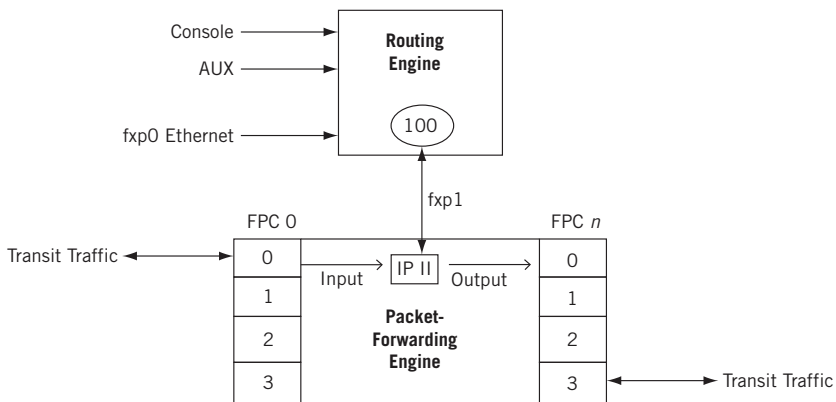 Console
AUX
fxp0 Ethernet
Routing
Engine
100
fxp1
FPC 0
FPC n
Transit Traffic
0
1
2
3
Input
IP II
Output
Packet-
Forwarding
Engine
0
1
2
3
Transit Traffic